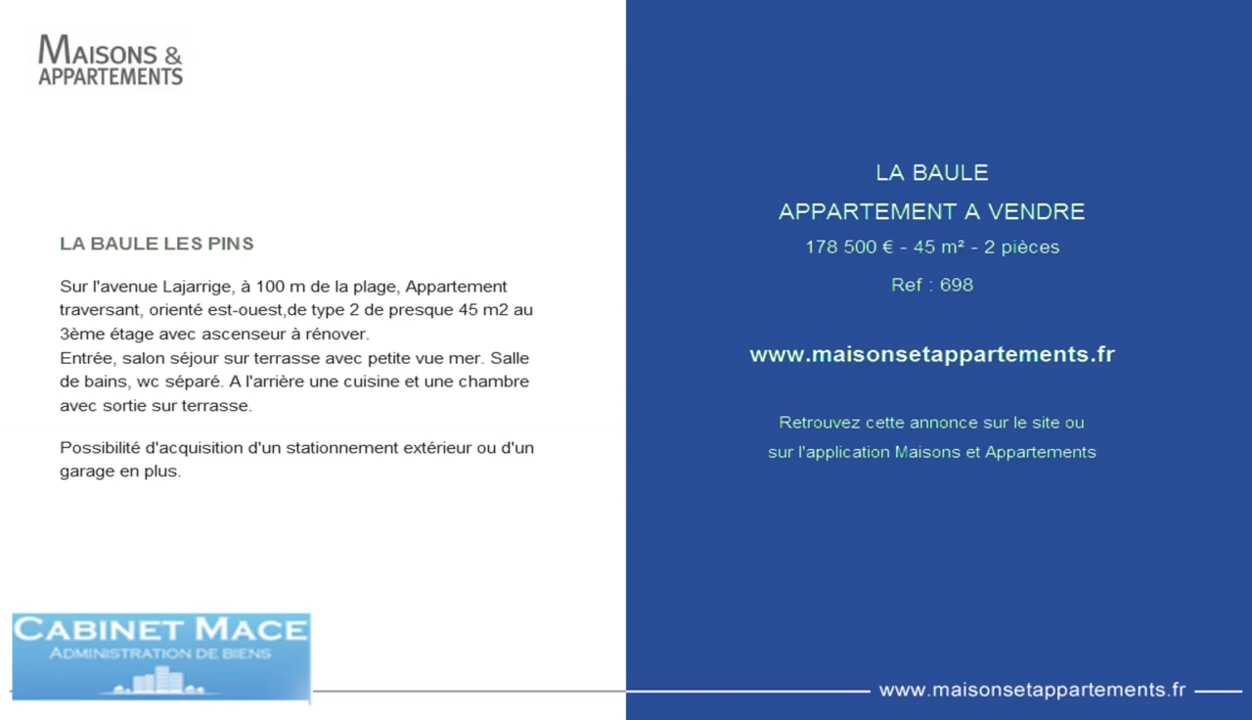 MAISONS &
APPARTEMENTS
LA BAULE LES PINS
Sur l'avenue Lajarrige, à 100 m de la plage, Appartement
traversant, orienté est-ouest,de type 2 de presque 45 m2 au
3ème étage avec ascenseur à rénover.
Entrée, salon séjour sur terrasse avec petite vue mer. Salle
de bains, wc séparé. A l'arrière une cuisine et une chambre
avec sortie sur terrasse.
Possibilité d'acquisition d'un stationnement extérieur ou d'un
garage en plus.
CABINET MACE
ADMINISTRATION DE BIENS
LA BAULE
APPARTEMENT A VENDRE
178 500 € - 45 m² - 2 pièces
Ref : 698
www.maisonsetappartements.fr
Retrouvez cette annonce sur le site ou
sur l'application Maisons et Appartements
www.maisonsetappartements.fr